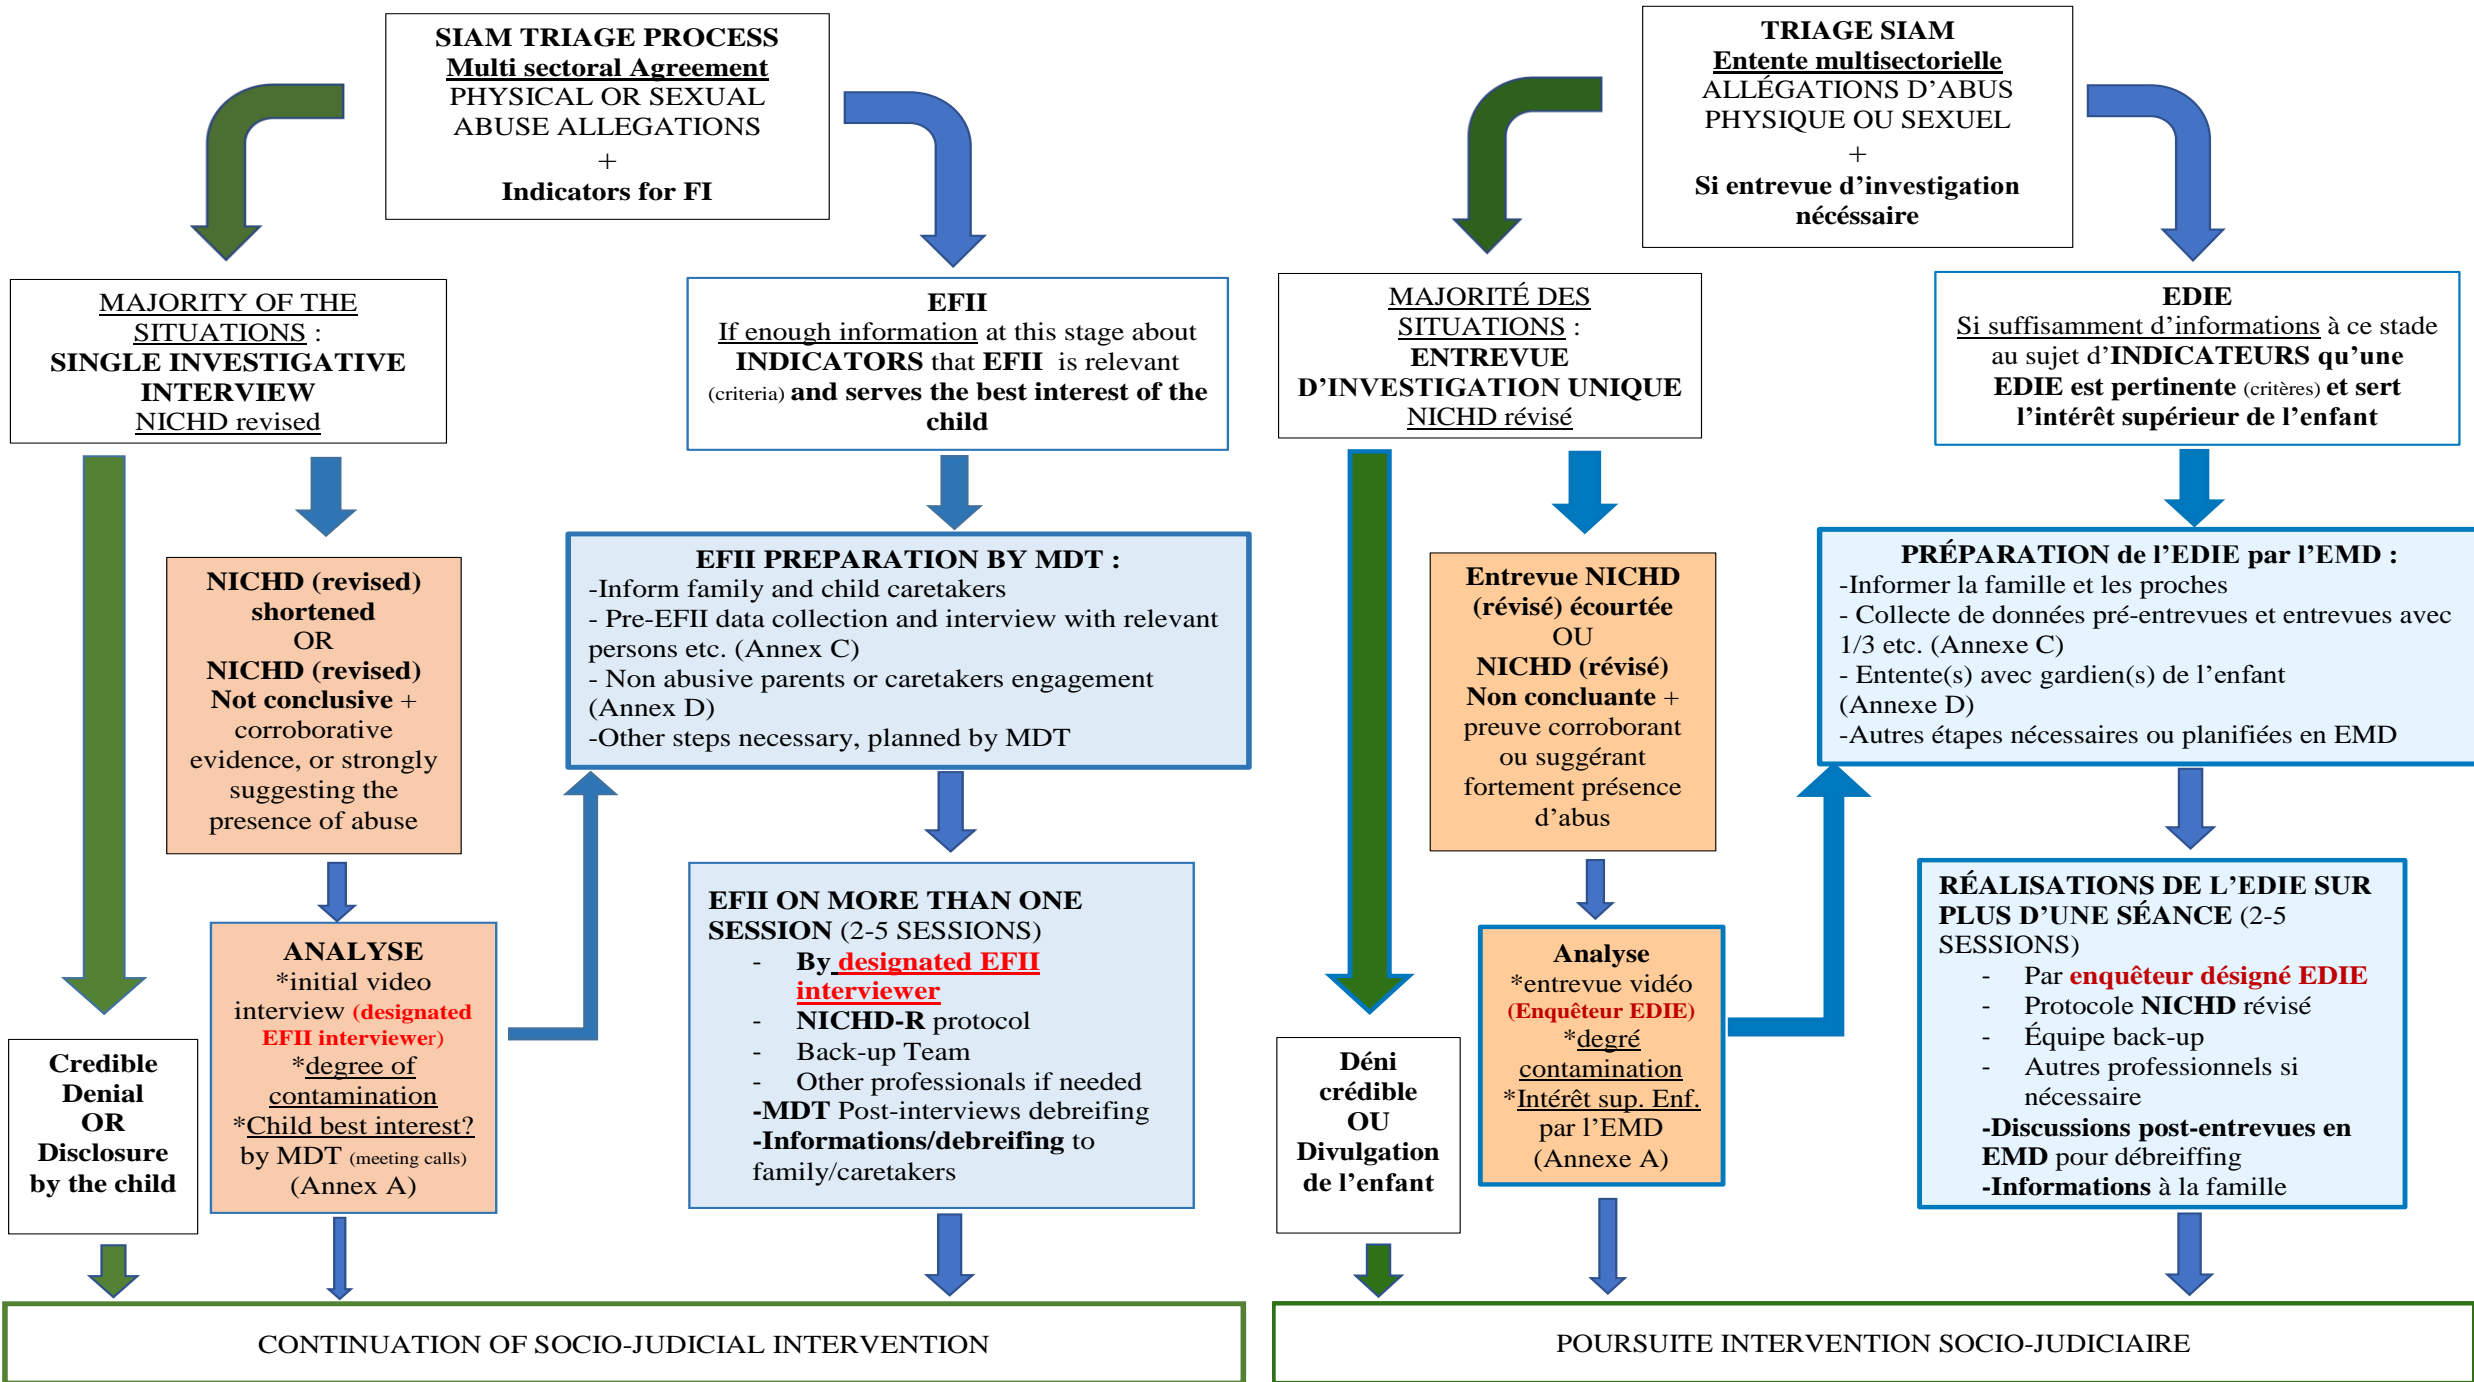 SIAM TRIAGE PROCESS
Multi sectoral Agreement
PHYSICAL OR SEXUAL
ABUSE ALLEGATIONS
+
Indicators for FI
MAJORITY OF THE
SITUATIONS :
SINGLE INVESTIGATIVE
INTERVIEW
NICHD revised
EFII
If enough information at this stage about
INDICATORS that EFII is relevant
(criteria) and serves the best interest of the
child
NICHD (revised)
shortened
OR
NICHD (revised)
Not conclusive +
corroborative
evidence, or strongly
suggesting the
presence of abuse
EFII PREPARATION BY MDT :
-Inform family and child caretakers
- Pre-EFII data collection and interview with relevant
persons etc. (Annex C)
- Non abusive parents or caretakers engagement
(Annex D)
-Other steps necessary, planned by MDT
ANALYSE
*initial video
interview (designated
EFII interviewer)
*degree of
contamination
*Child best interest?
by MDT (meeting calls)
(Annex A)
EFII ON MORE THAN ONE
SESSION (2-5 SESSIONS)
- By designated EFII
interviewer
- NICHD-R protocol
- Back-up Team
- Other professionals if needed
-MDT Post-interviews debreifing
-Informations/debreifing to
family/caretakers
Credible
Denial
OR
Disclosure
by the child
CONTINUATION OF SOCIO-JUDICIAL INTERVENTION
TRIAGE SIAM
Entente multisectorielle
ALLÉGATIONS D’ABUS
PHYSIQUE OU SEXUEL
+
Si entrevue d’investigation
nécéssaire
MAJORITÉ DES
SITUATIONS :
ENTREVUE
D’INVESTIGATION UNIQUE
NICHD révisé
EDIE
Si suffisamment d’informations à ce stade
au sujet d’INDICATEURS qu’une
EDIE est pertinente (critères) et sert
l’intérêt supérieur de l’enfant
Entrevue NICHD
(révisé) écourtée
OU
NICHD (révisé)
Non concluante +
preuve corroborant
ou suggérant
fortement présence
d’abus
PRÉPARATION de l’EDIE par l’EMD :
-Informer la famille et les proches
- Collecte de données pré-entrevues et entrevues avec
1/3 etc. (Annexe C)
- Entente(s) avec gardien(s) de l’enfant
(Annexe D)
-Autres étapes nécessaires ou planifiées en EMD
Analyse
*entrevue vidéo
(Enquêteur EDIE)
*degré
contamination
*Intérêt sup. Enf.
par l’EMD
(Annexe A)
RÉALISATIONS DE L’EDIE SUR
PLUS D’UNE SÉANCE (2-5
SESSIONS)
- Par enquêteur désigné EDIE
- Protocole NICHD révisé
- Équipe back-up
- Autres professionnels si
nécessaire
-Discussions post-entrevues en
EMD pour débreiffing
-Informations à la famille
Déni
crédible
OU
Divulgation
de l’enfant
POURSUITE INTERVENTION SOCIO-JUDICIAIRE